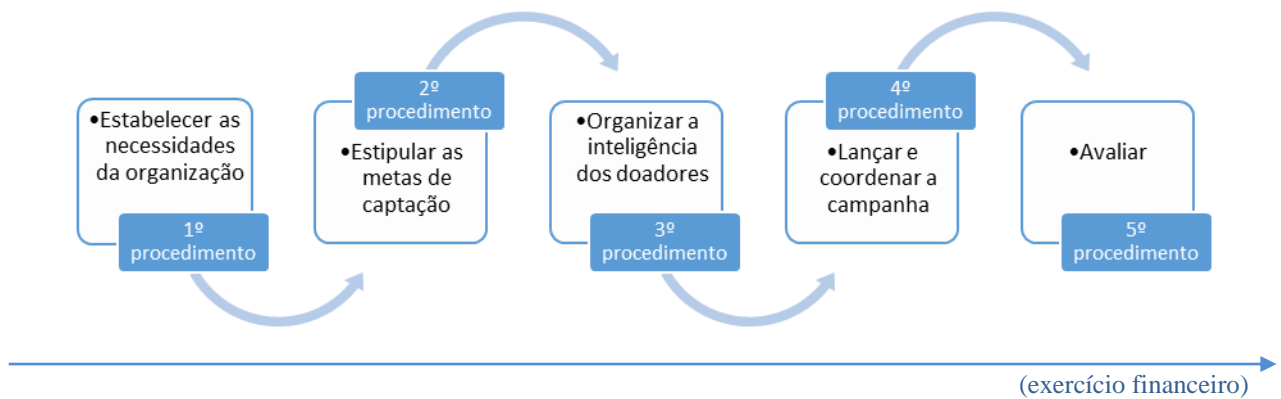 •Estabelecer as
necessidades
da organização
1º
procedimento
2º
procedimento
•Estipular as
metas de
captação
•Organizar a
inteligência
dos doadores
3º
procedimento
4º
procedimento
•Lançar e
coordenar a
campanha
•Avaliar
5º
procedimento
(exercício financeiro)